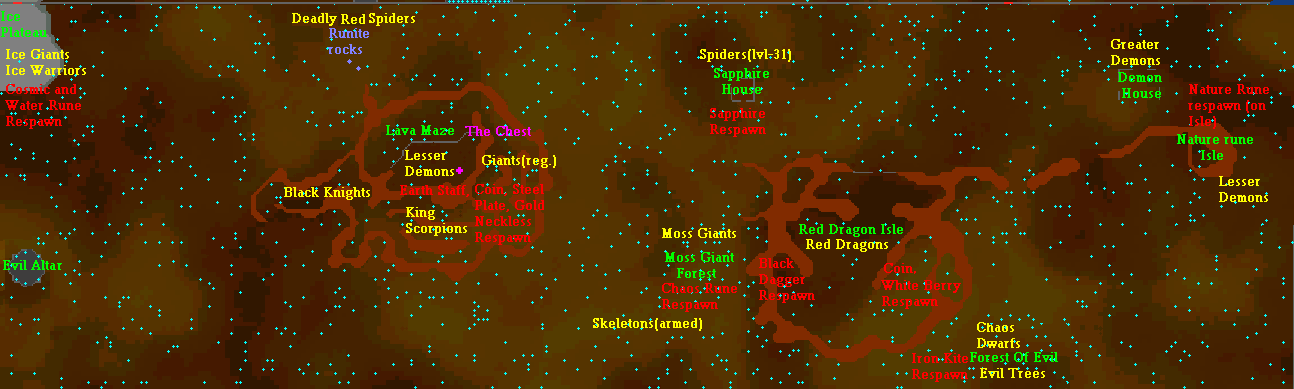 Ice
Plateau
Ice Giants
Ice Warriors
Cosmic and
Water Rune
Respawn
Evil Altar
Deadly Red Spiders
Runite
rocks
Lava Maze
The Chest
Lesser
Demons
Giants(reg.)
Black Knights
Earth Staff,
Coin, Steel
Plate, Gold
Neckless
Respawn
King
Scorpions
Spiders(lvl-31)
Sapphire
House
Sapphire
Respawn
Moss Giants
Moss Giant
Forest
Chaos Rune
Respawn
Skeletons(armed)
Red Dragon Isle
Red Dragons
Black
Dagger
Respawn
Coin,
White Berry
Respawn
Chaos
Dwarfs
Iron Kite
Respawn
Forest Of Evil
Evil Trees
Greater
Demons
Demon
House
Nature Rune
respawn (on
Isle)
Nature rune
Isle
Lesser
Demons